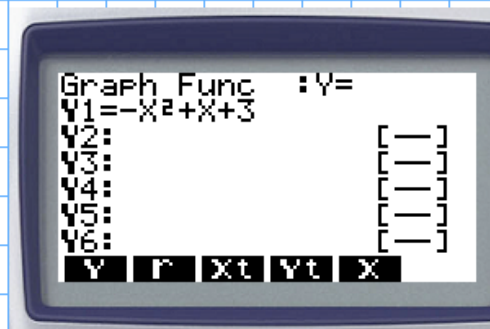 Graph Func :Y=
Y1=-X²+X+3
Y2: [—]
Y3: [—]
Y4: [—]
Y5: [—]
Y6: [—]
Y r Xt Yt X